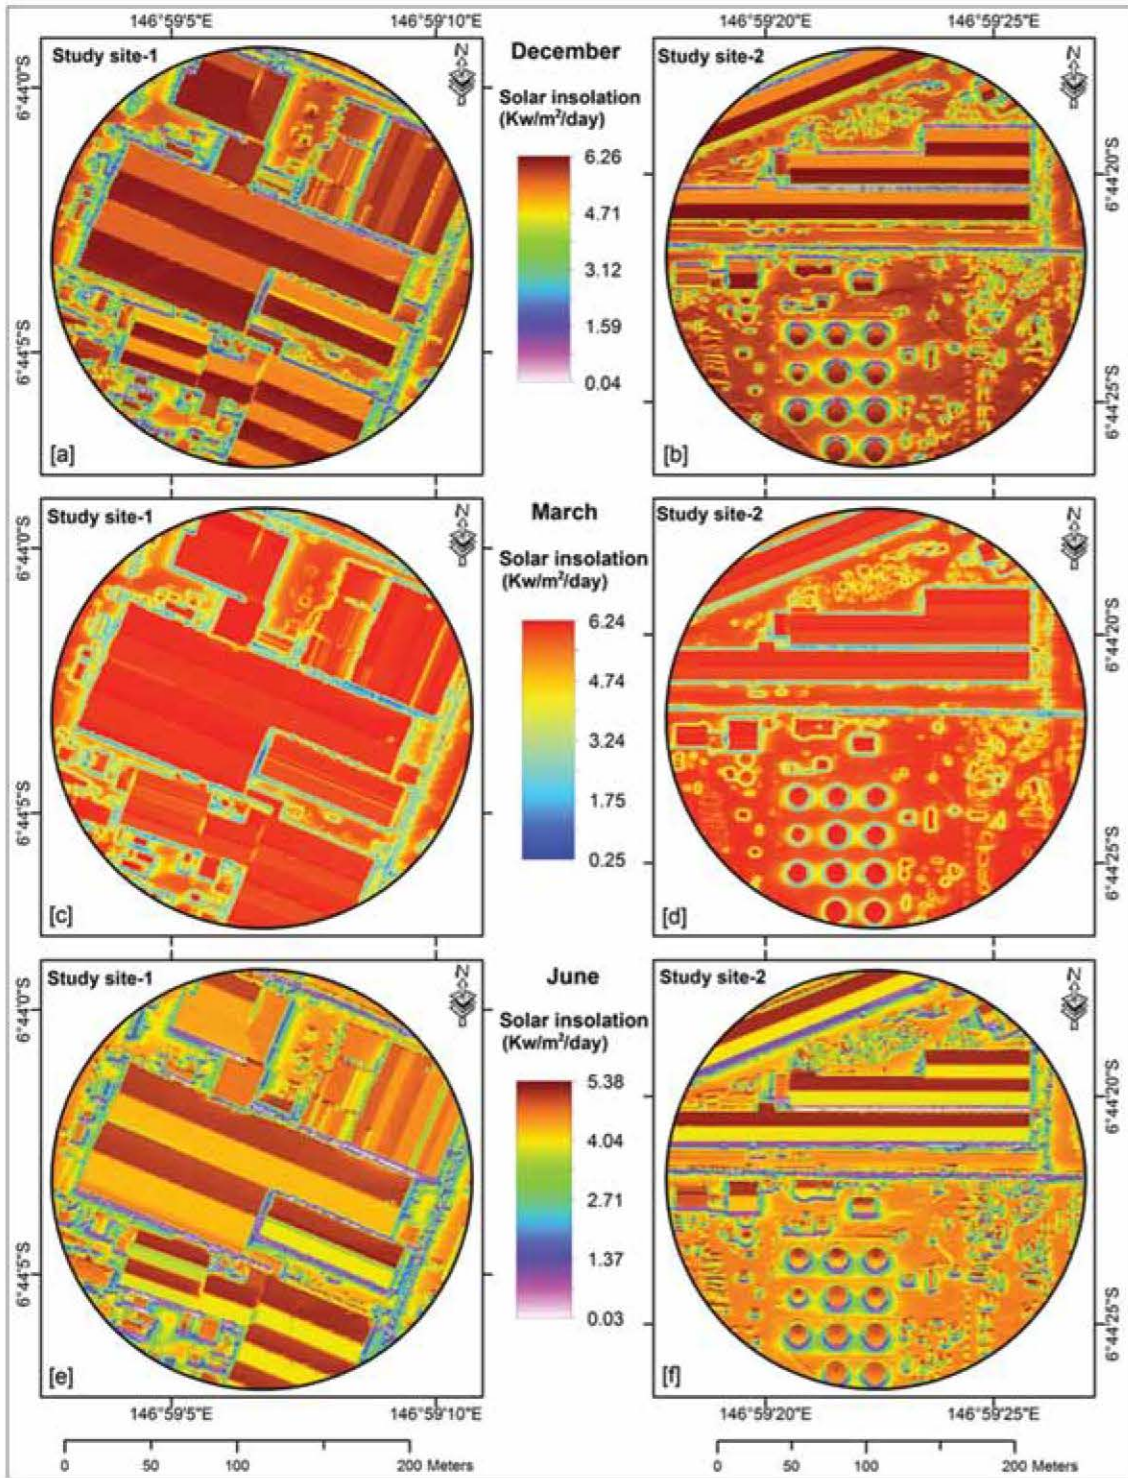 146°59'5"E 146°59'10"E 146°59'20"E 146°59'25"E
Study site-1
December
Study site-2
N
N
6°44'0"S
Solar insolation
(Kw/m²/day)
6.26
4.71
3.12
1.59
0.04
6°44'20"S
6°44'5"S
6°44'25"S
[a]
[b]
Study site-1
March
Study site-2
N
N
6°44'0"S
Solar insolation
(Kw/m²/day)
6.24
4.74
3.24
1.75
0.25
6°44'20"S
6°44'5"S
6°44'25"S
[c]
[d]
Study site-1
June
Study site-2
N
N
6°44'0"S
Solar insolation
(Kw/m²/day)
5.38
4.04
2.71
1.37
0.03
6°44'20"S
6°44'5"S
6°44'25"S
[e]
[f]
146°59'5"E 146°59'10"E 146°59'20"E 146°59'25"E
0 50 100 200 Meters
0 50 100 200 Meters